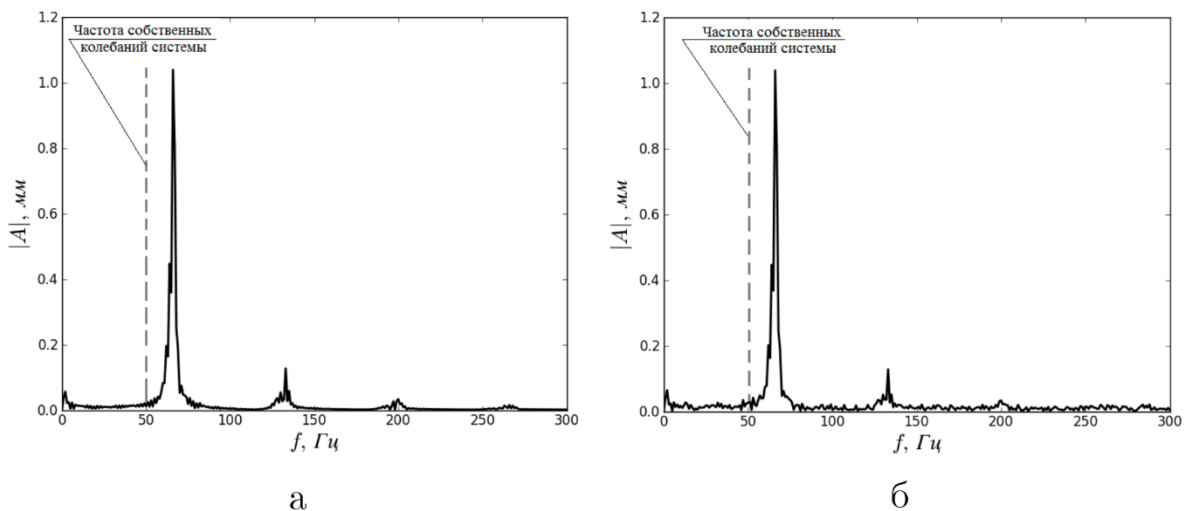 Частота собственных
колебаний системы
1.2
1.0
0.8
0.6
0.4
0.2
0.0
|A|, мм
0
50
100
150
200
250
300
f, Гц
а
Частота собственных
колебаний системы
1.2
1.0
0.8
0.6
0.4
0.2
0.0
|A|, мм
0
50
100
150
200
250
300
f, Гц
б